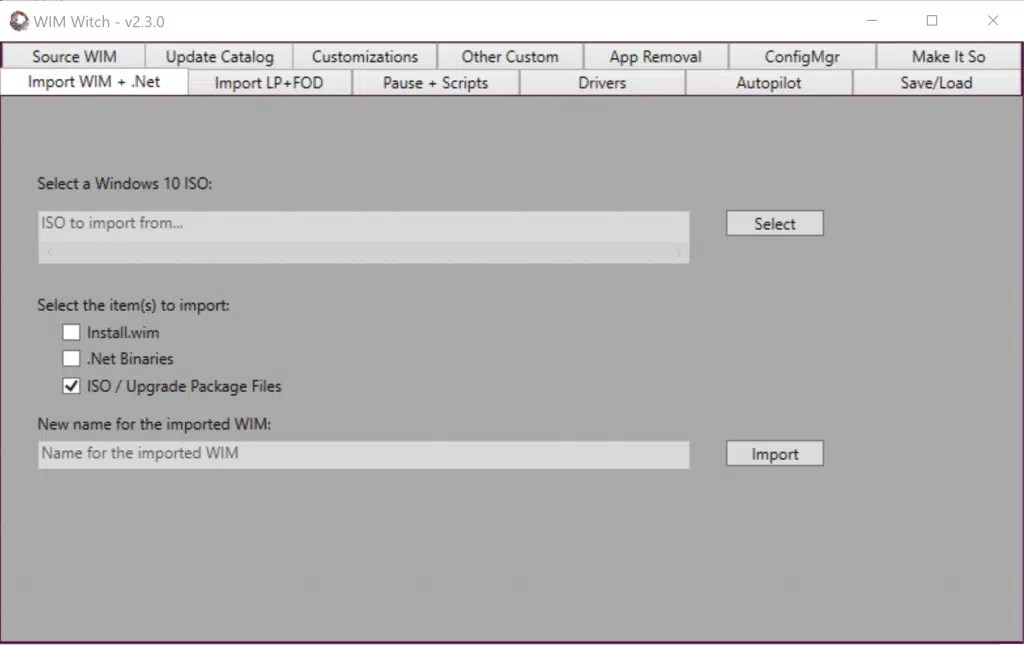 WIM Witch - v2.3.0
Source WIM Update Catalog Customizations Other Custom App Removal ConfigMgr Make It So
Import WIM + .Net Import LP+FOD Pause + Scripts Drivers Autopilot Save/Load
Select a Windows 10 ISO:
ISO to import from... Select
Select the item(s) to import:
Install.wim
.Net Binaries
ISO / Upgrade Package Files
New name for the imported WIM:
Name for the imported WIM Import